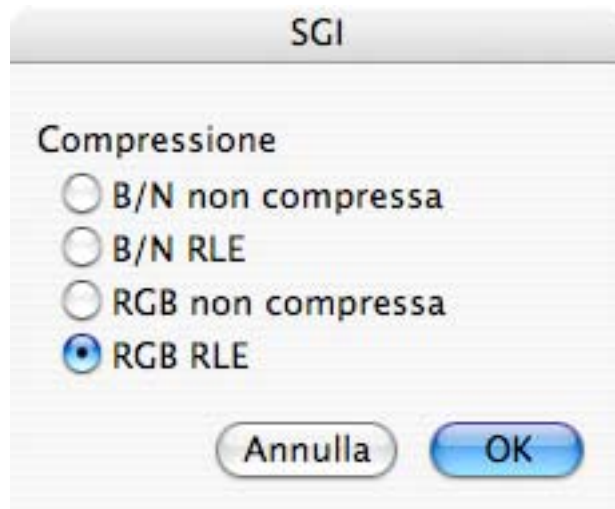 SGI
Compressione
B/N non compressa
B/N RLE
RGB non compressa
RGB RLE
Annulla
OK